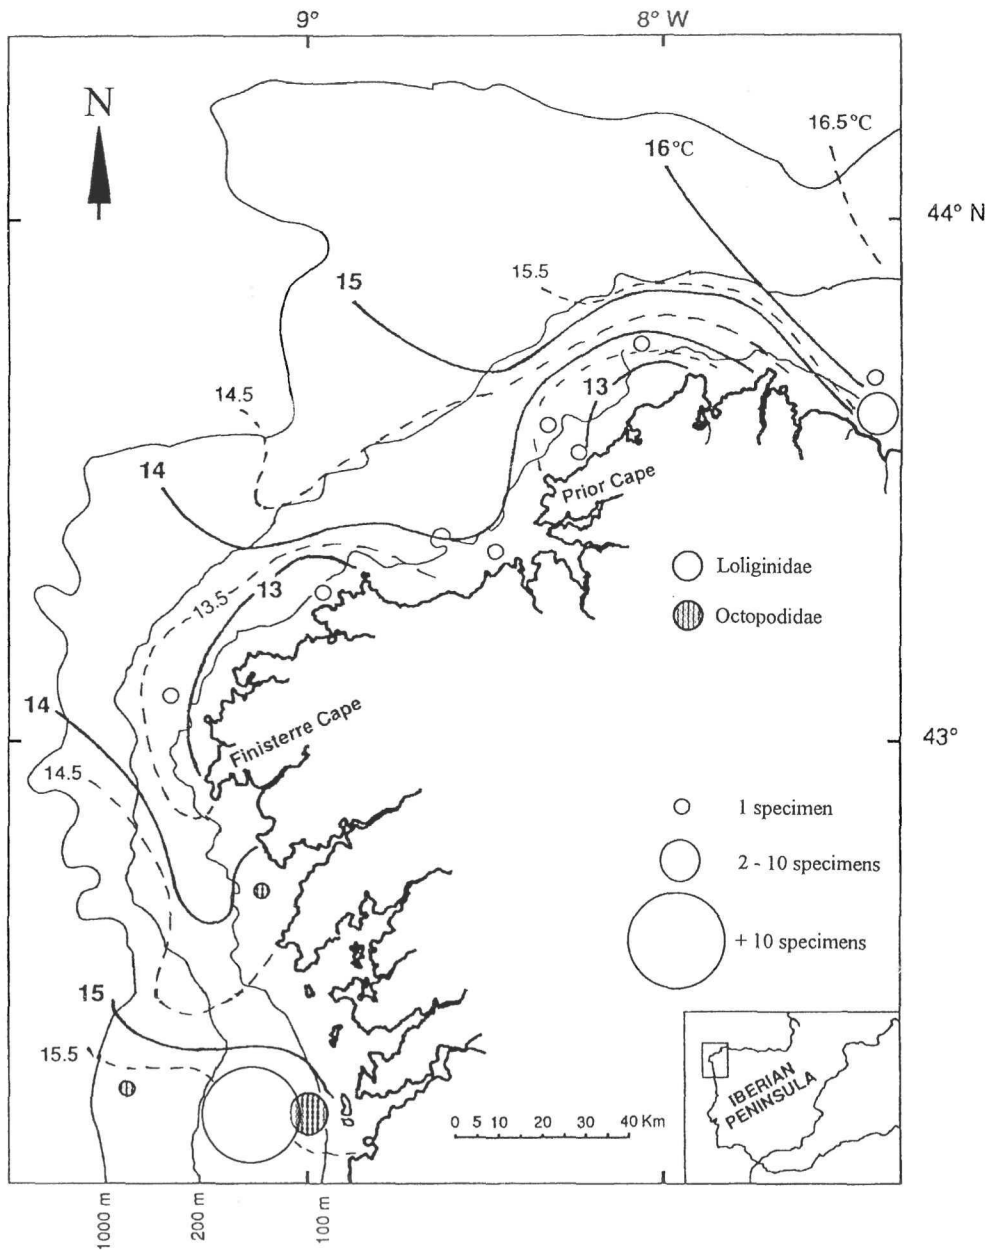 9°
8° W
N
16.5°C
16°C
44° N
15.5
15
14.5
13
14
Prior Cape
Loliginidae
13
13.5
Octopodidae
14
Finisterre Cape
43°
14.5
1 specimen
2 - 10 specimens
+ 10 specimens
15
15.5
IBERIAN
PENINSULA
0 5 10 20 30 40 Km
1000 m
200 m
100 m